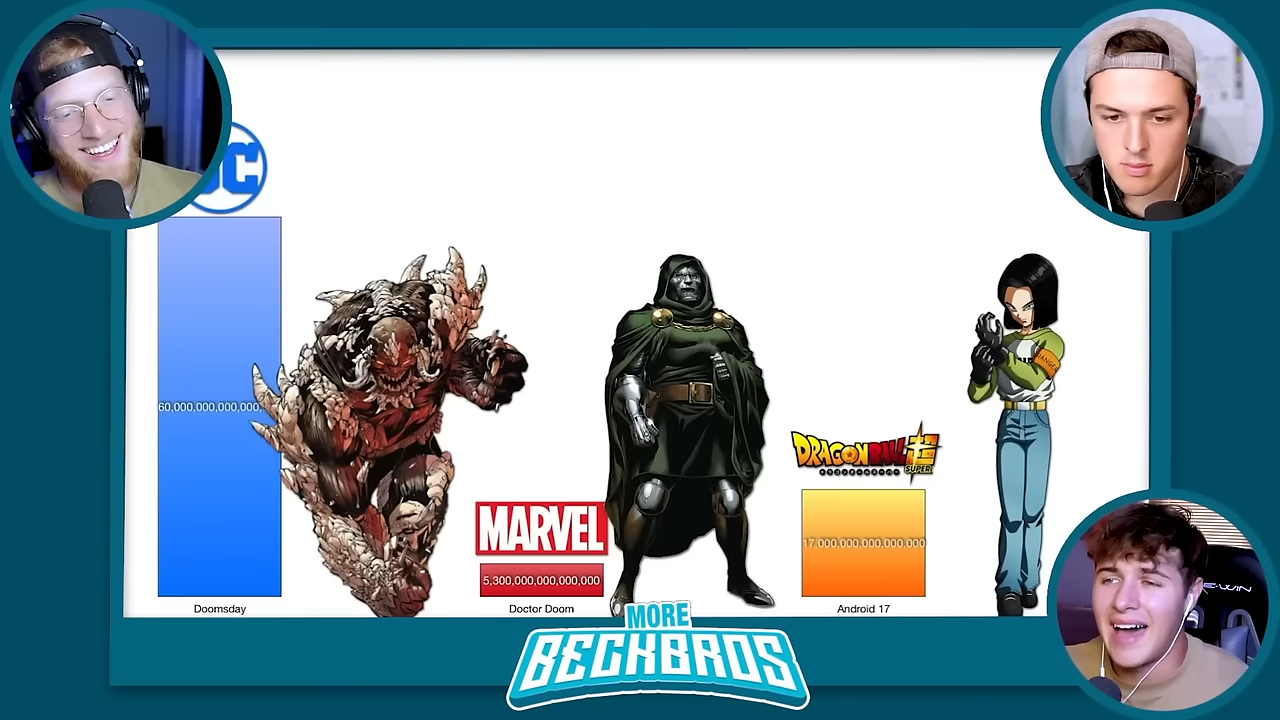 DC
60,000,000,000,000,
5,300,000,000,000,000
17,000,000,000,000,000
MARVEL
DRAGON BALL
SUPER
Doomsday
Doctor Doom
Android 17
MORE
BECKBROS